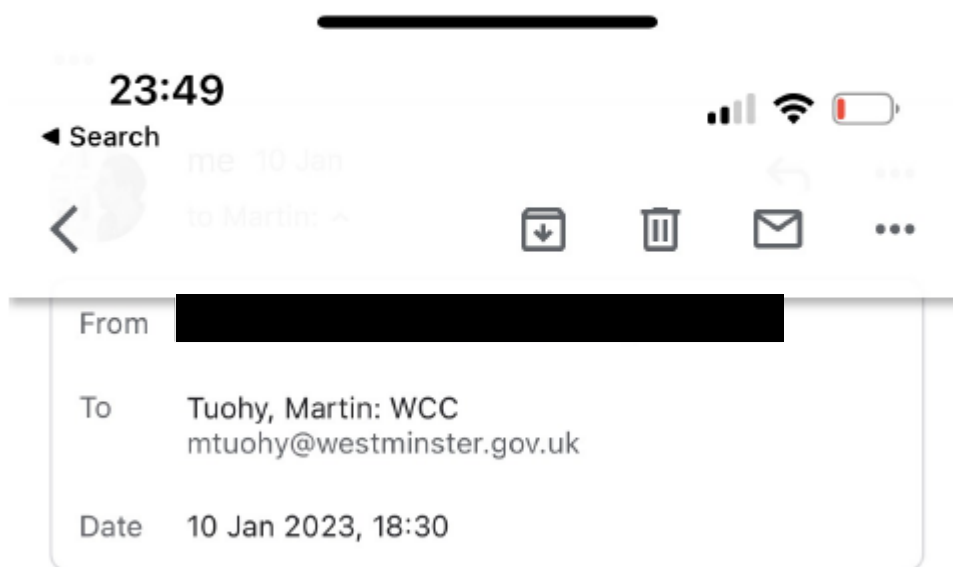 23:49
◀ Search
me 10 Jan
to Martin:
From
To Tuohy, Martin: WCC
mtuohy@westminster.gov.uk
Date 10 Jan 2023, 18:30